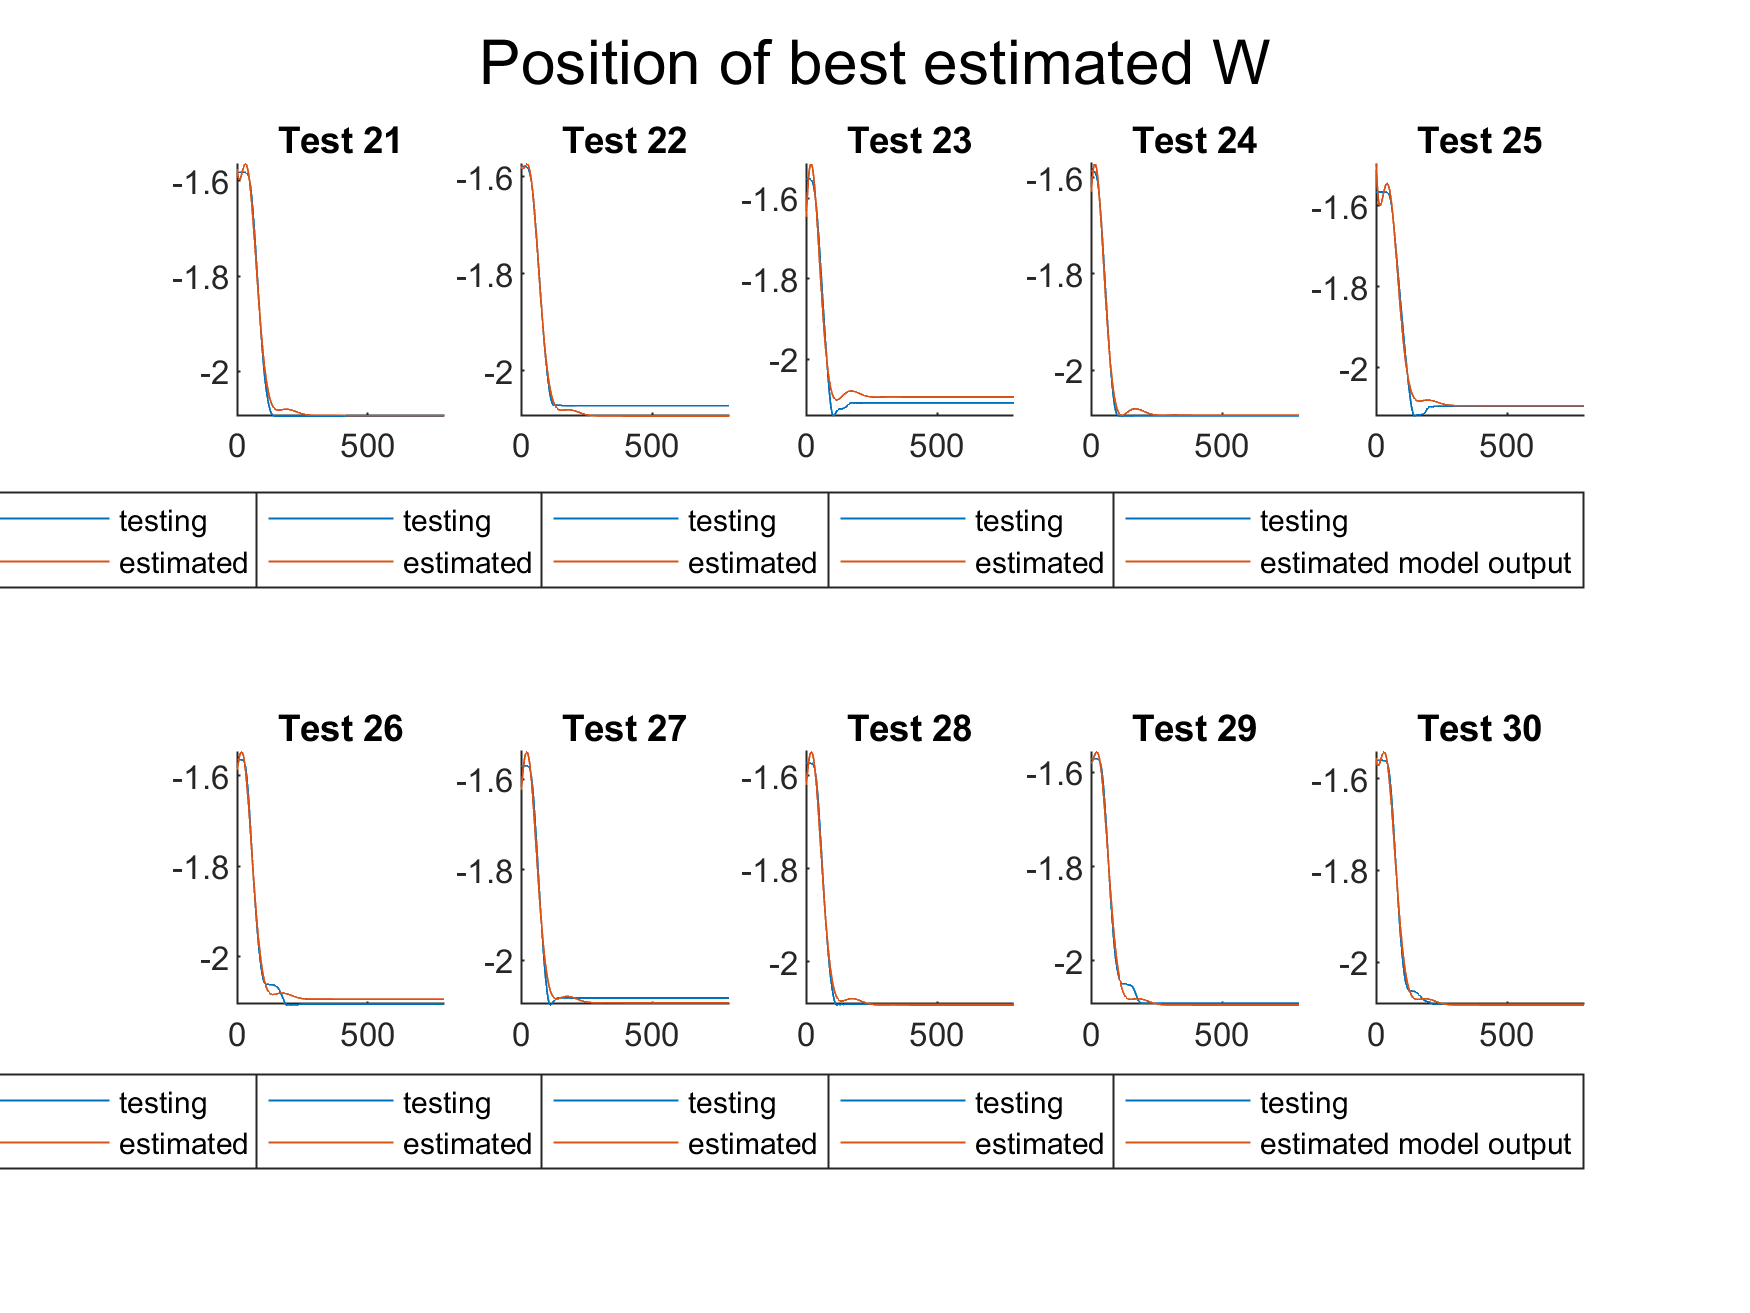 Position of best estimated W
Test 21 Test 22 Test 23 Test 24 Test 25
-1.6 -1.6 -1.6 -1.6 -1.6
-1.8 -1.8 -1.8 -1.8 -1.8
-2 -2 -2 -2 -2
0 500 0 500 0 500 0 500 0 500
testing testing testing testing testing
estimated estimated estimated estimated estimated model output
Test 26 Test 27 Test 28 Test 29 Test 30
-1.6 -1.6 -1.6 -1.6 -1.6
-1.8 -1.8 -1.8 -1.8 -1.8
-2 -2 -2 -2 -2
0 500 0 500 0 500 0 500 0 500
testing testing testing testing testing
estimated estimated estimated estimated estimated model output